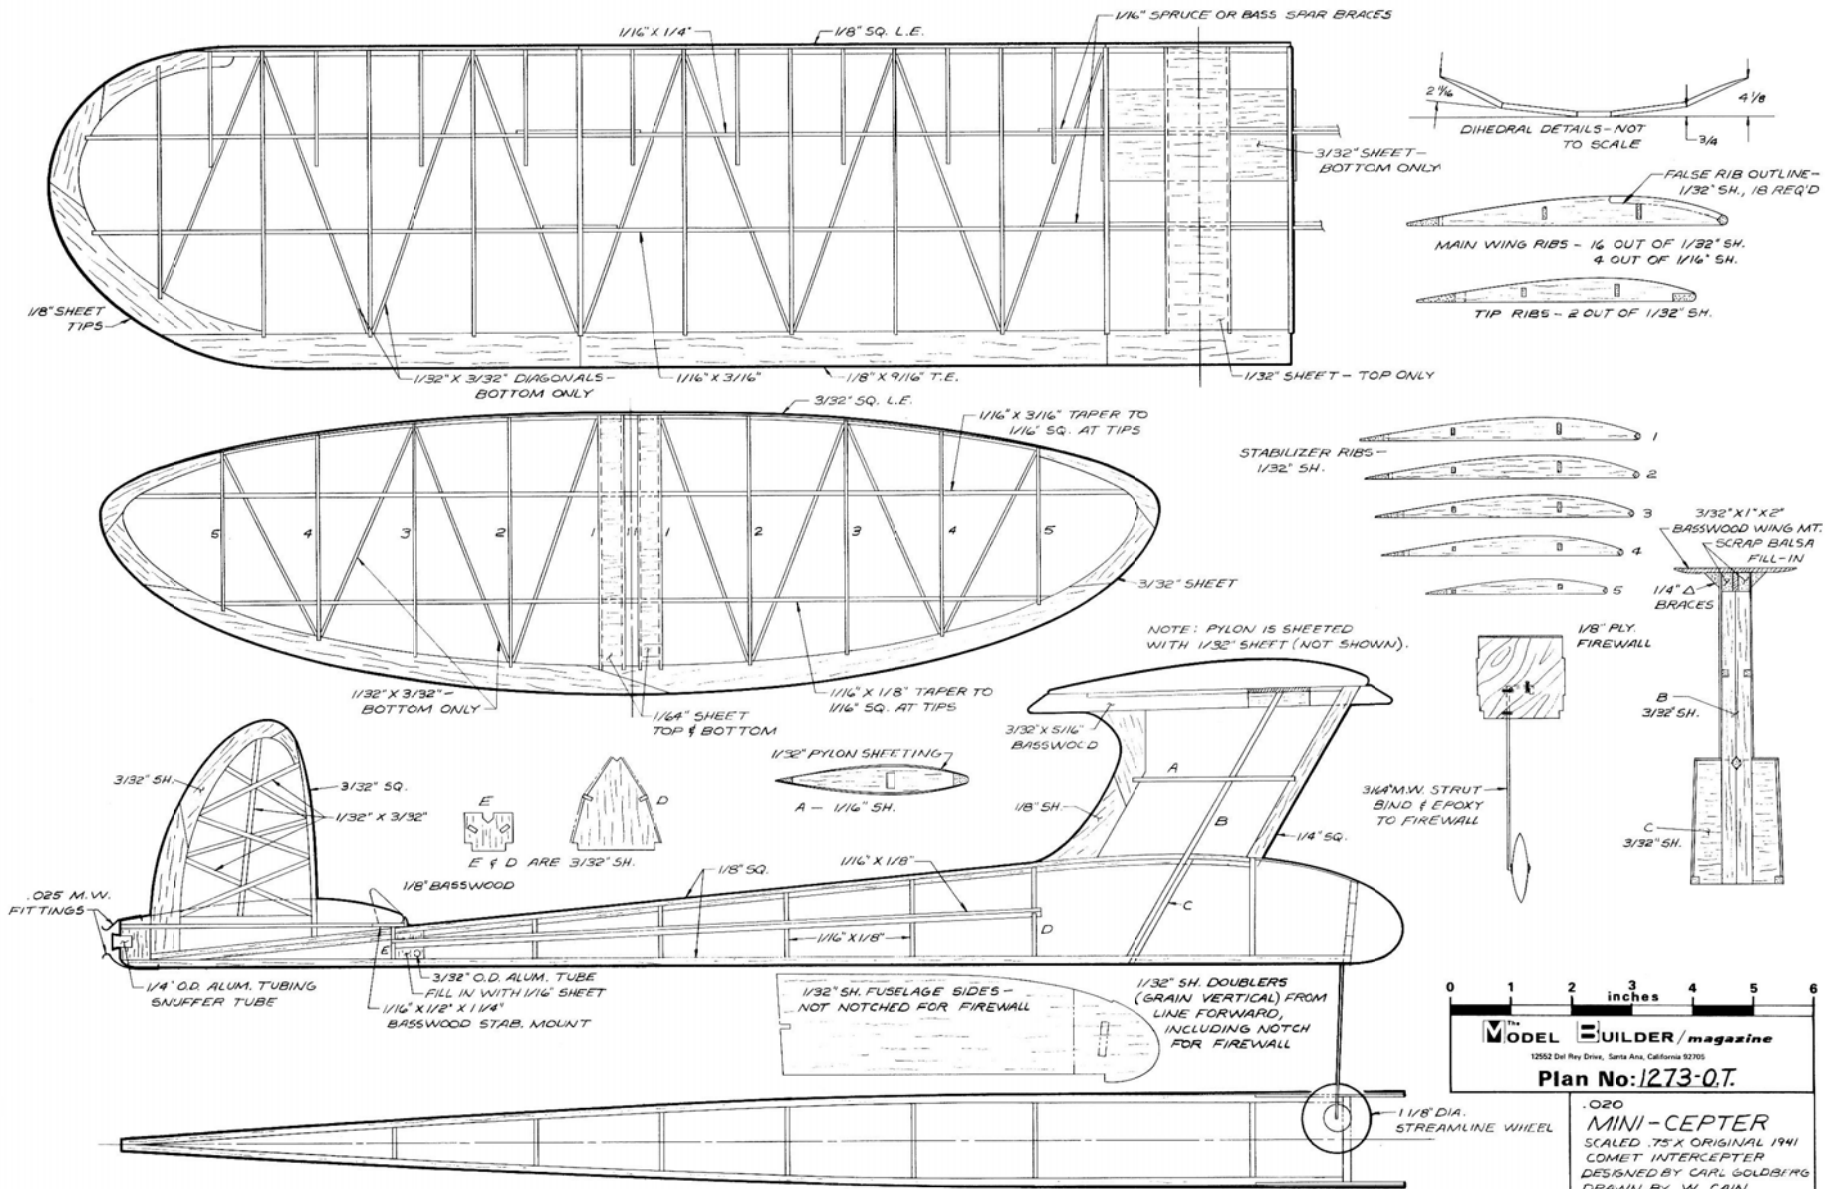 1/16" X 1/4"
1/8" SQ. L.E.
1/16" SPRUCE OR BASS SPAR BRACES
2 11/16
4 1/8
3/4
DIHEDRAL DETAILS - NOT
TO SCALE
3/32" SHEET -
BOTTOM ONLY
FALSE RIB OUTLINE -
1/32" SH., 18 REQ'D
MAIN WING RIBS - 16 OUT OF 1/32" SH.
4 OUT OF 1/16" SH.
TIP RIBS - 2 OUT OF 1/32" SH.
1/8" SHEET
TIPS
1/32" X 3/32" DIAGONALS -
BOTTOM ONLY
1/16" X 3/16"
1/8" X 9/16" T.E.
1/32" SHEET - TOP ONLY
3/32" SQ. L.E.
1/16" X 3/16" TAPER TO
1/16" SQ. AT TIPS
5 4 3 2 1 1 1 2 3 4 5
3/32" SHEET
1/32" X 3/32" -
BOTTOM ONLY
1/64" SHEET
TOP & BOTTOM
1/16" X 1/8" TAPER TO
1/16" SQ. AT TIPS
STABILIZER RIBS -
1/32" SH.
1
2
3
4
5
3/32" X 1" X 2"
BASSWOOD WING MT.
SCRAP BALSA
FILL-IN
1/4" Δ
BRACES
1/8" PLY.
FIREWALL
B
3/32" SH.
3/64" M.W. STRUT
BIND & EPOXY
TO FIREWALL
C
3/32" SH.
NOTE: PYLON IS SHEETED
WITH 1/32" SHEET (NOT SHOWN).
3/32" X 5/16"
BASSWOOD
A
B
C
D
1/8" SH.
1/4" SQ.
1/32" PYLON SHEETING
A - 1/16" SH.
3/32" SH.
3/32" SQ.
1/32" X 3/32"
E
D
E & D ARE 3/32" SH.
1/8" BASSWOOD
1/8" SQ.
1/16" X 1/8"
1/16" X 1/8"
.025 M.W.
FITTINGS
E
1/4" O.D. ALUM. TUBING
SNUFFER TUBE
3/32" O.D. ALUM. TUBE
FILL IN WITH 1/16" SHEET
1/16" X 1/2" X 1 1/4"
BASSWOOD STAB. MOUNT
1/32" SH. FUSELAGE SIDES -
NOT NOTCHED FOR FIREWALL
1/32" SH. DOUBLERS
(GRAIN VERTICAL) FROM
LINE FORWARD,
INCLUDING NOTCH
FOR FIREWALL
1 1/8" DIA.
STREAMLINE WHEEL
0 1 2 3 4 5 6
inches
The MODEL BUILDER/magazine
12552 Del Rey Drive, Santa Ana, California 92705
Plan No: 1273-O.T.
.020
MINI-CEPTER
SCALED .75 X ORIGINAL 1941
COMET INTERCEPTER
DESIGNED BY CARL GOLDBERG
DRAWN BY W. CAIN